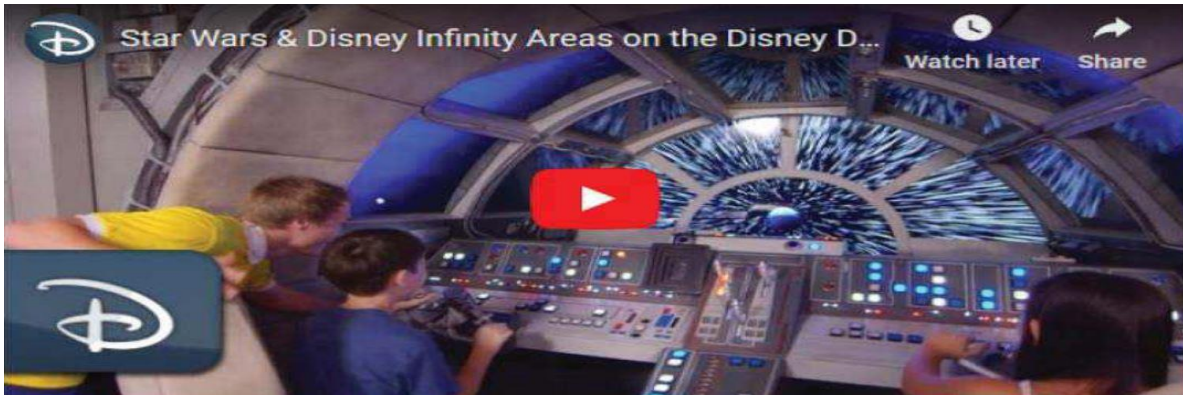 Star Wars & Disney Infinity Areas on the Disney D...
Watch later
Share